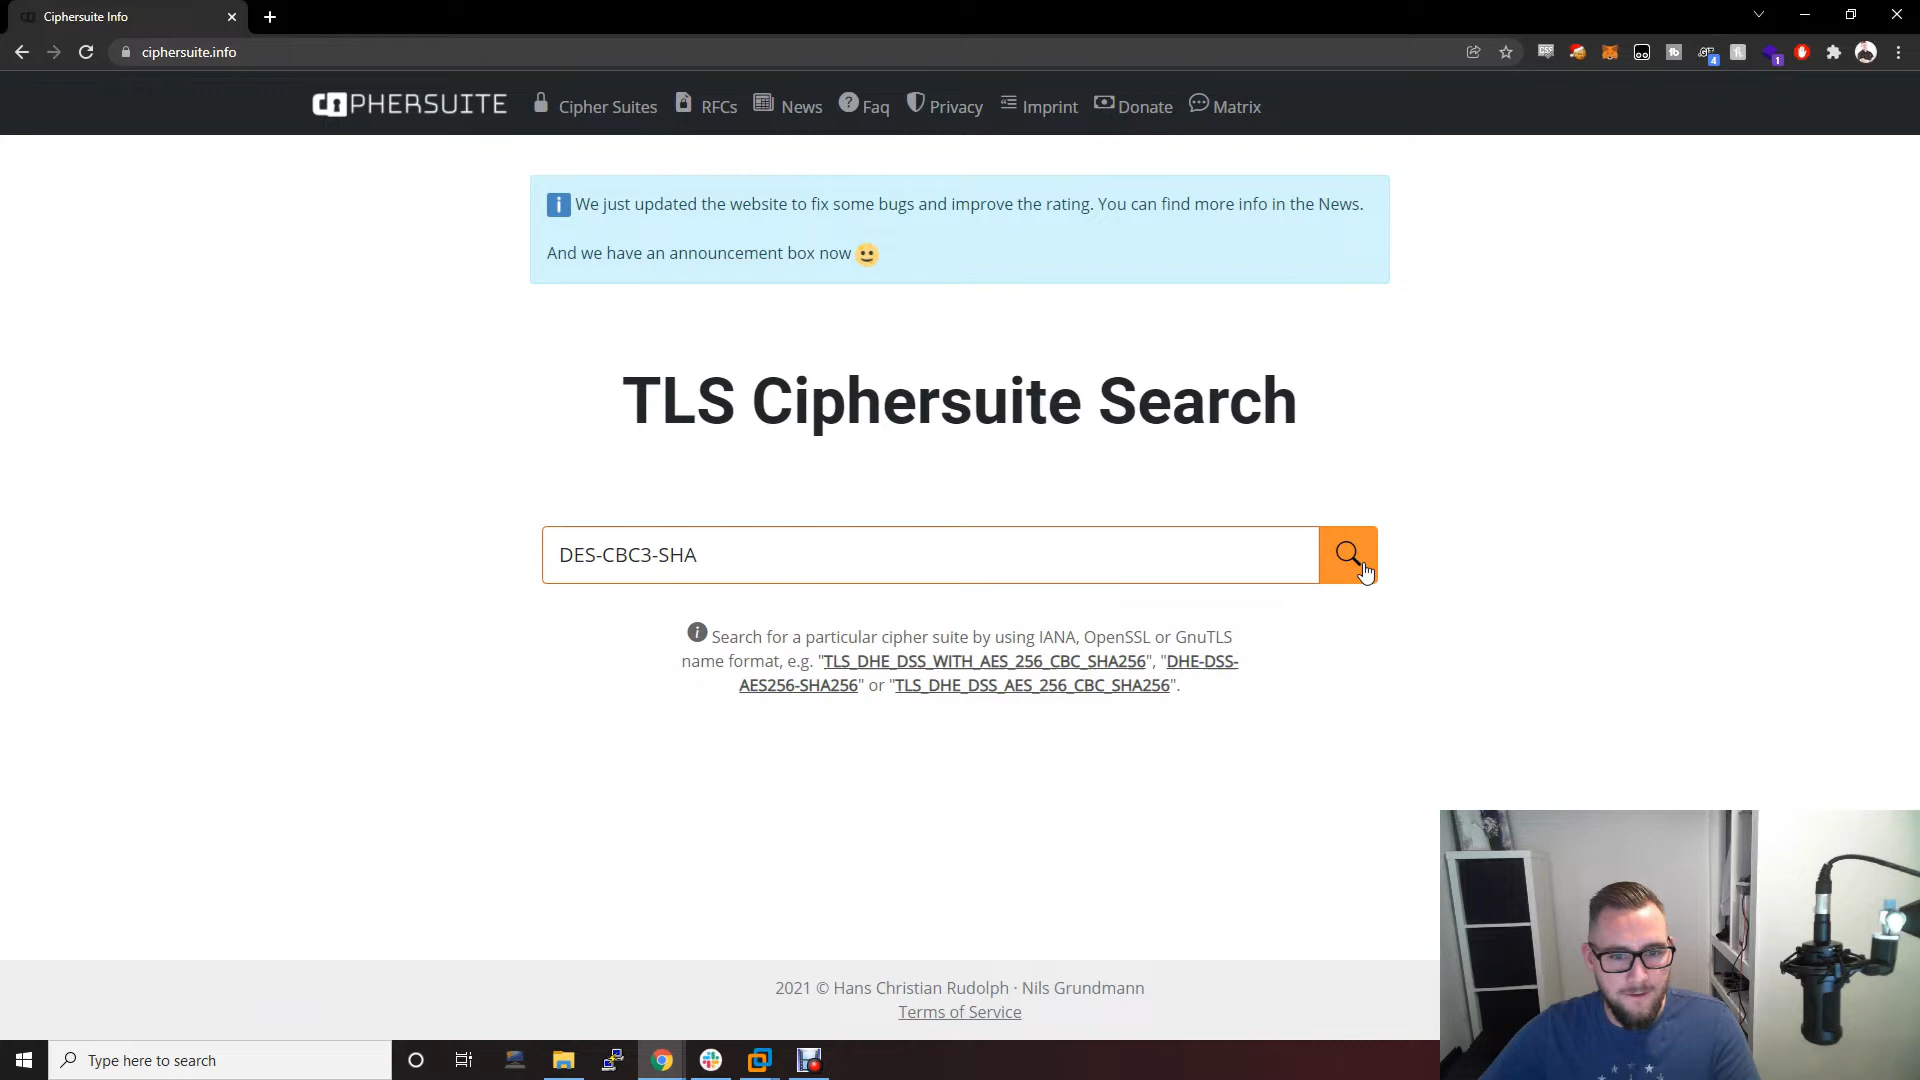 Ciphersuite Info
ciphersuite.info
4
1
CIPHERSUITE
Cipher Suites
RFCs
News
Faq
Privacy
Imprint
Donate
Matrix
We just updated the website to fix some bugs and improve the rating. You can find more info in the News.
And we have an announcement box now
TLS Ciphersuite Search
DES-CBC3-SHA
Search for a particular cipher suite by using IANA, OpenSSL or GnuTLS
name format, e.g. "TLS_DHE_DSS_WITH_AES_256_CBC_SHA256", "DHE-DSS-
AES256-SHA256" or "TLS_DHE_DSS_AES_256_CBC_SHA256".
2021 © Hans Christian Rudolph · Nils Grundmann
Terms of Service
Type here to search